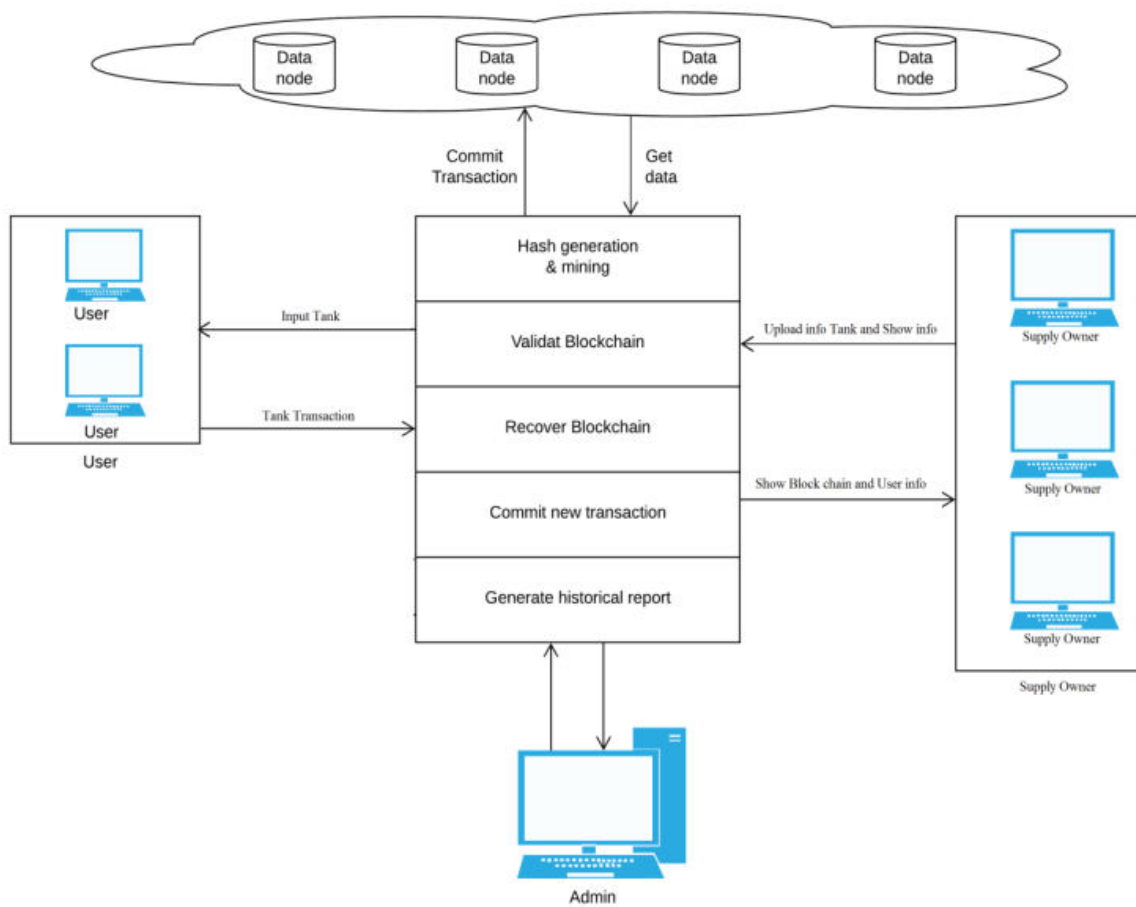 Data
node
Data
node
Data
node
Data
node
Commit
Transaction
Get
data
Hash generation
& mining
Validat Blockchain
Recover Blockchain
Commit new transaction
Generate historical report
User
User
User
Input Tank
Tank Transaction
Upload info Tank and Show info
Show Block chain and User info
Supply Owner
Supply Owner
Supply Owner
Supply Owner
Admin